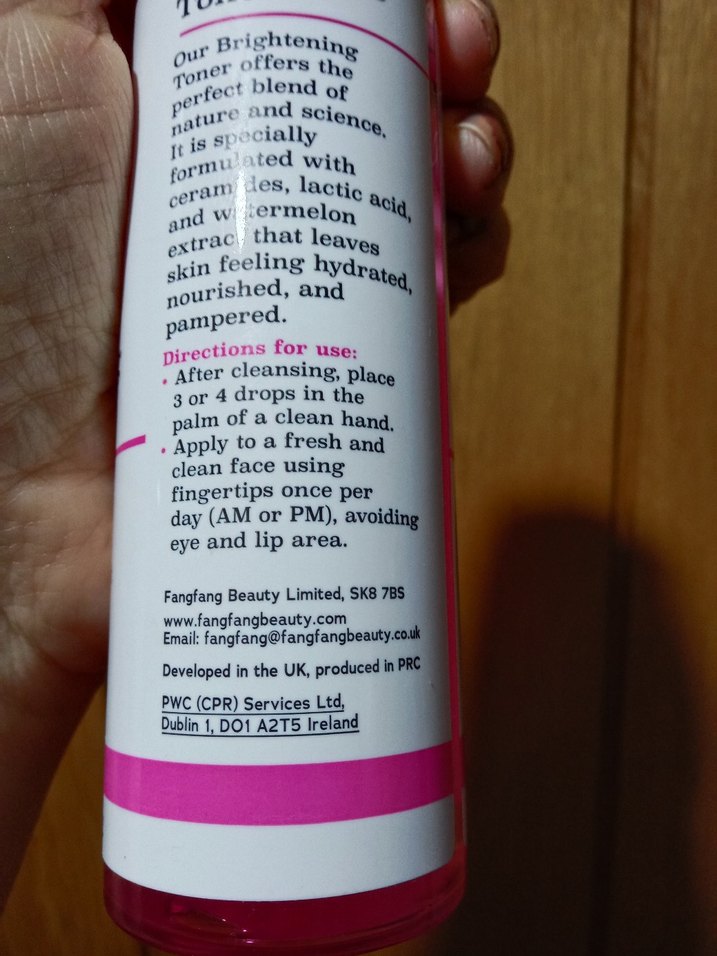 Our Brightening
Toner offers the
perfect blend of
nature and science.
It is specially
formulated with
ceramides, lactic acid,
and watermelon
extract that leaves
skin feeling hydrated,
nourished, and
pampered.
Directions for use:
• After cleansing, place
3 or 4 drops in the
palm of a clean hand.
• Apply to a fresh and
clean face using
fingertips once per
day (AM or PM), avoiding
eye and lip area.
Fangfang Beauty Limited, SK8 7BS
www.fangfangbeauty.com
Email: fangfang@fangfangbeauty.co.uk
Developed in the UK, produced in PRC
PWC (CPR) Services Ltd,
Dublin 1, DO1 A2T5 Ireland